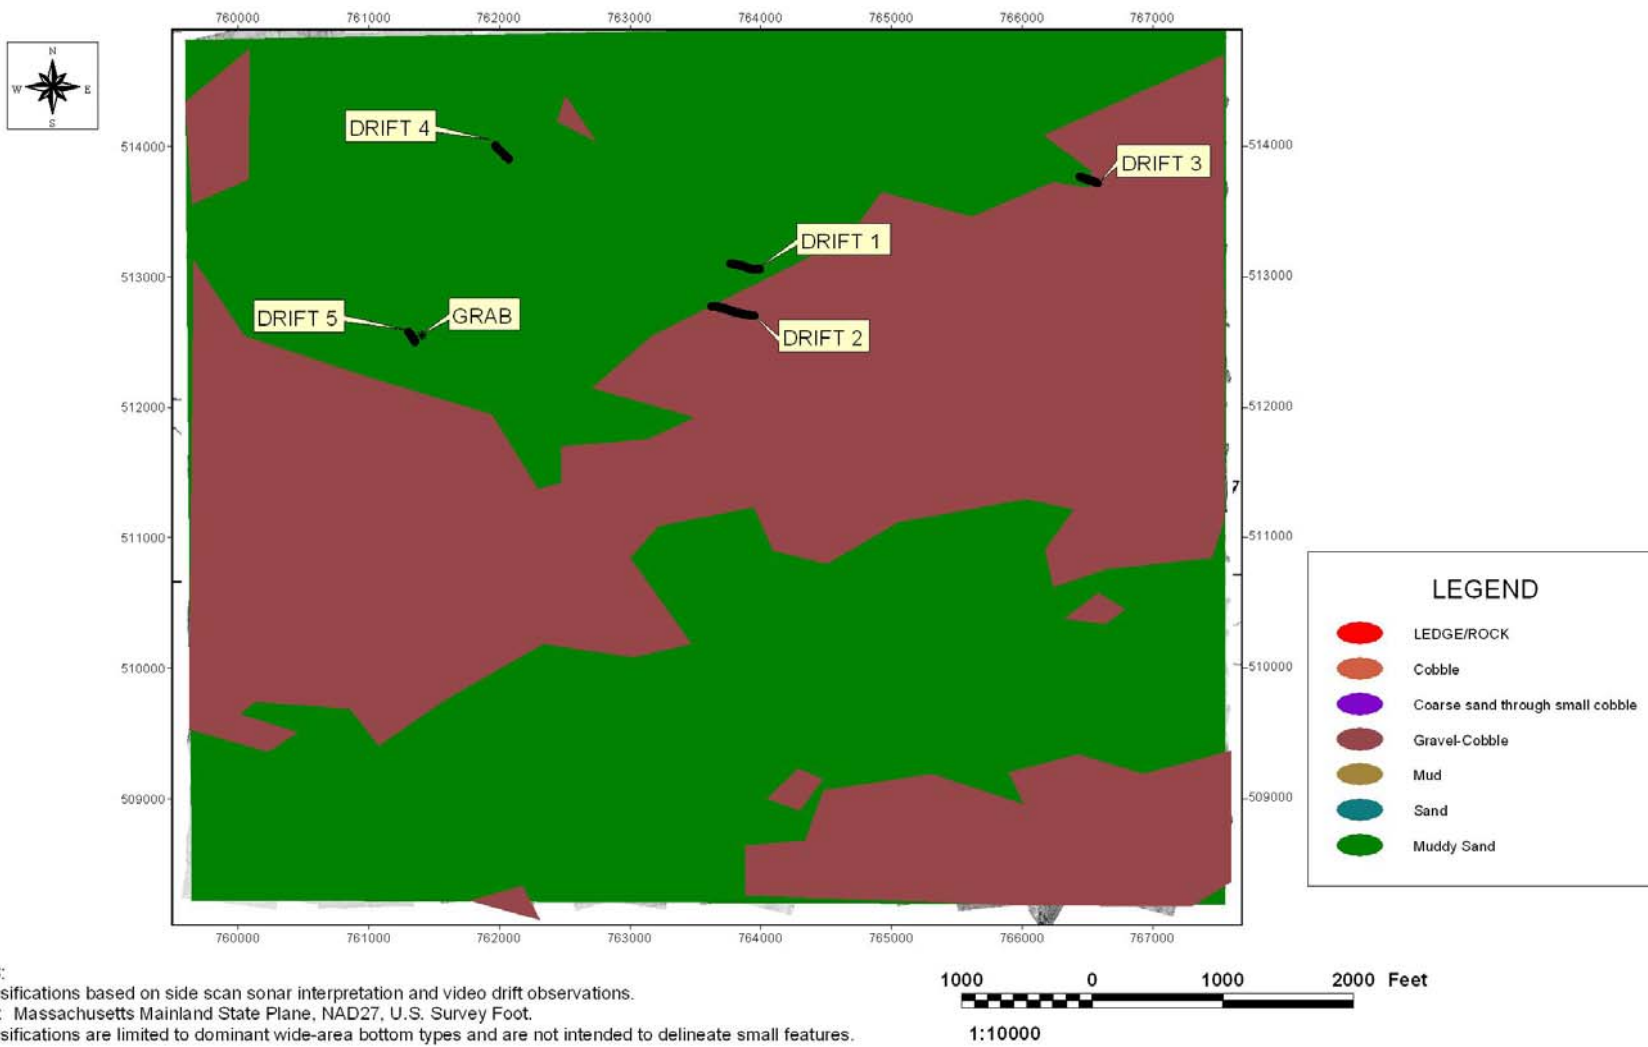 760000 761000 762000 763000 764000 765000 766000 767000
N
W E
S
DRIFT 4
514000 514000
DRIFT 3
DRIFT 1
513000 513000
DRIFT 5 GRAB
DRIFT 2
512000 512000
7
511000 511000
LEGEND
LEDGE/ROCK
Cobble
510000 510000
Coarse sand through small cobble
Gravel-Cobble
Mud
509000 509000
Sand
Muddy Sand
760000 761000 762000 763000 764000 765000 766000 767000
1000 0 1000 2000 Feet
sifications based on side scan sonar interpretation and video drift observations.
: Massachusetts Mainland State Plane, NAD27, U.S. Survey Foot.
sifications are limited to dominant wide-area bottom types and are not intended to delineate small features.
1:10000